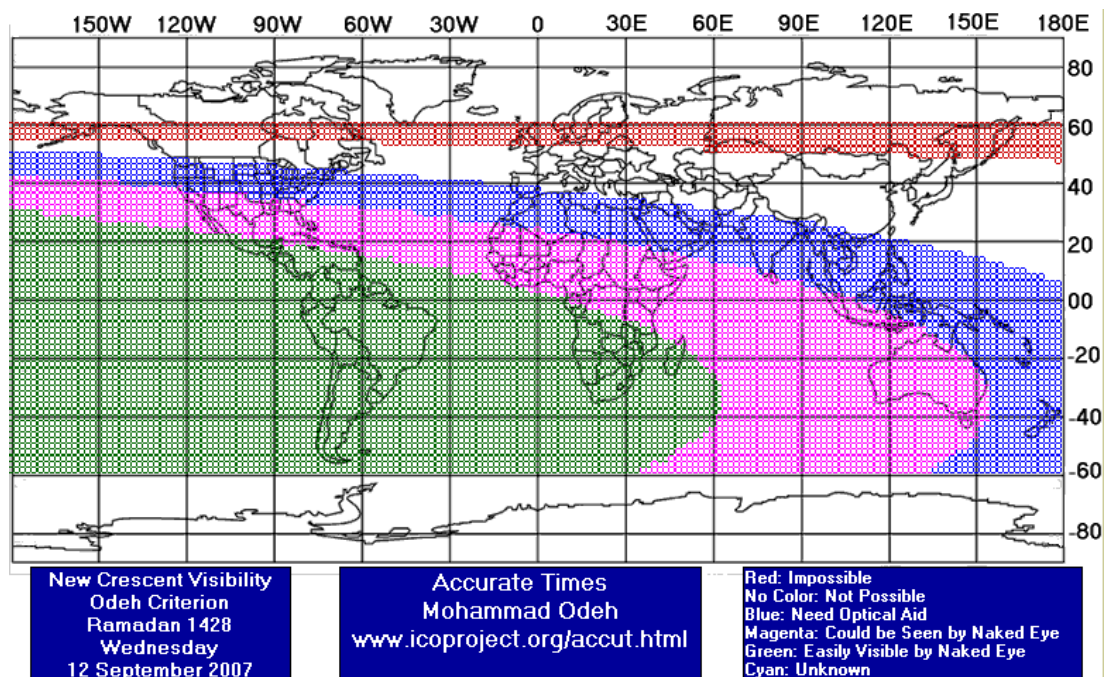 150W 120W 90W 60W 30W 0 30E 60E 90E 120E 150E 180E
80
60
40
20
00
-20
-40
-60
-80
New Crescent Visibility
Odeh Criterion
Ramadan 1428
Wednesday
12 September 2007
Accurate Times
Mohammad Odeh
www.icoproject.org/accut.html
Red: Impossible
No Color: Not Possible
Blue: Need Optical Aid
Magenta: Could be Seen by Naked Eye
Green: Easily Visible by Naked Eye
Cyan: Unknown